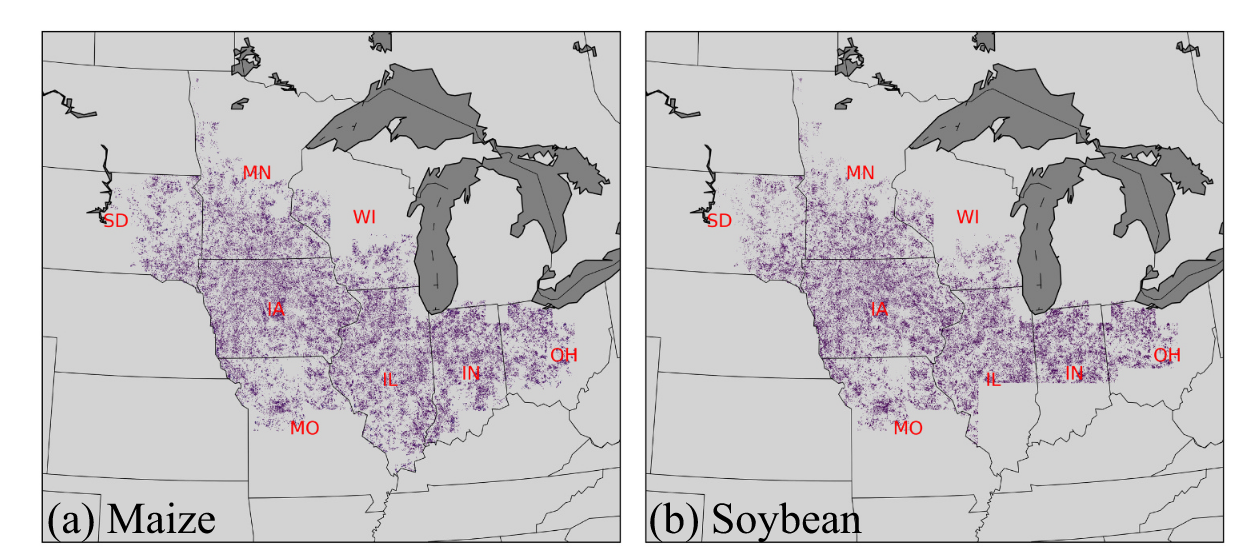 MN
SD
WI
IA
OH
IL
IN
MO
(a) Maize
MN
SD
WI
IA
OH
IL
IN
MO
(b) Soybean